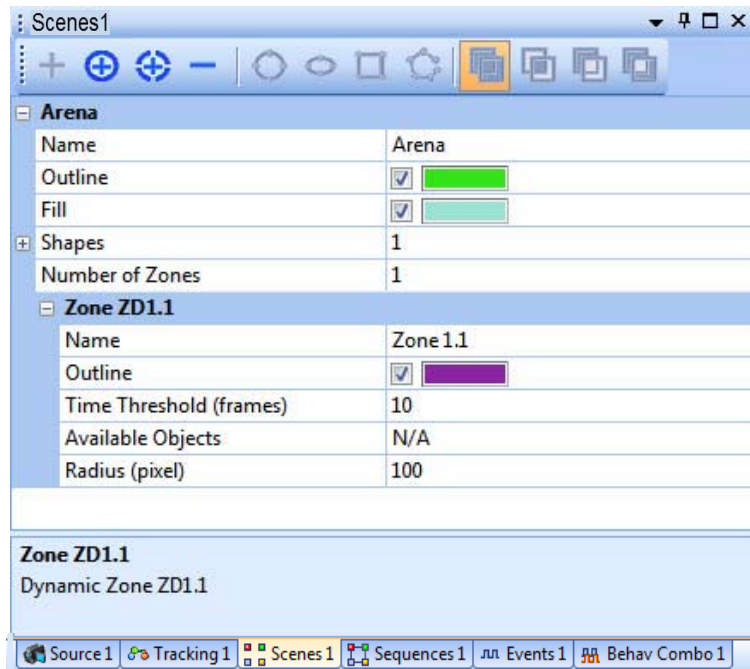 Scenes1
Arena
Name Arena
Outline
Fill
Shapes 1
Number of Zones 1
Zone ZD1.1
Name Zone 1.1
Outline
Time Threshold (frames) 10
Available Objects N/A
Radius (pixel) 100
Zone ZD1.1
Dynamic Zone ZD1.1
Source 1 Tracking 1 Scenes 1 Sequences 1 Events 1 Behav Combo 1